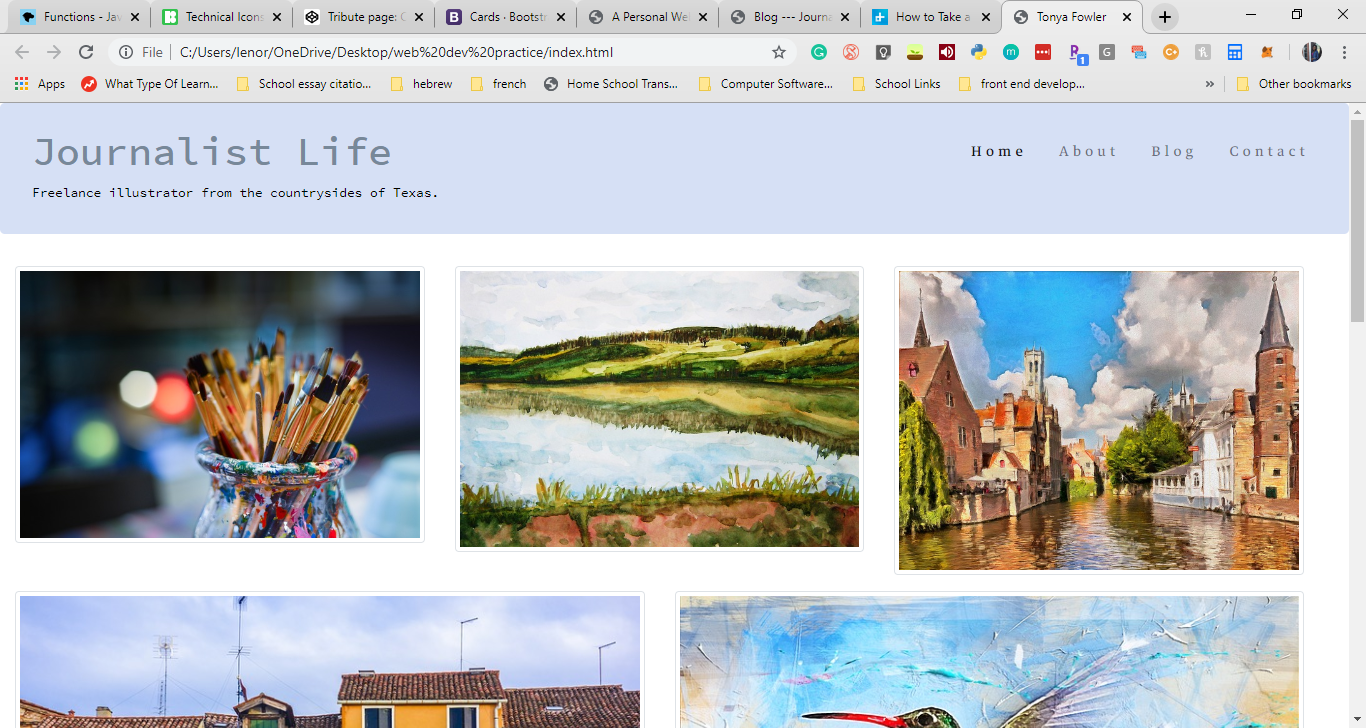 Functions - Jav
Technical Icons
Tribute page: C
Cards · Bootstr
A Personal We
Blog --- Journa
How to Take a
Tonya Fowler
File
C:/Users/lenor/OneDrive/Desktop/web%20dev%20practice/index.html
Apps
What Type Of Learn...
School essay citatio...
hebrew
french
Home School Trans...
Computer Software...
School Links
front end develop...
»
Other bookmarks
Journalist Life
Home About Blog Contact
Freelance illustrator from the countrysides of Texas.